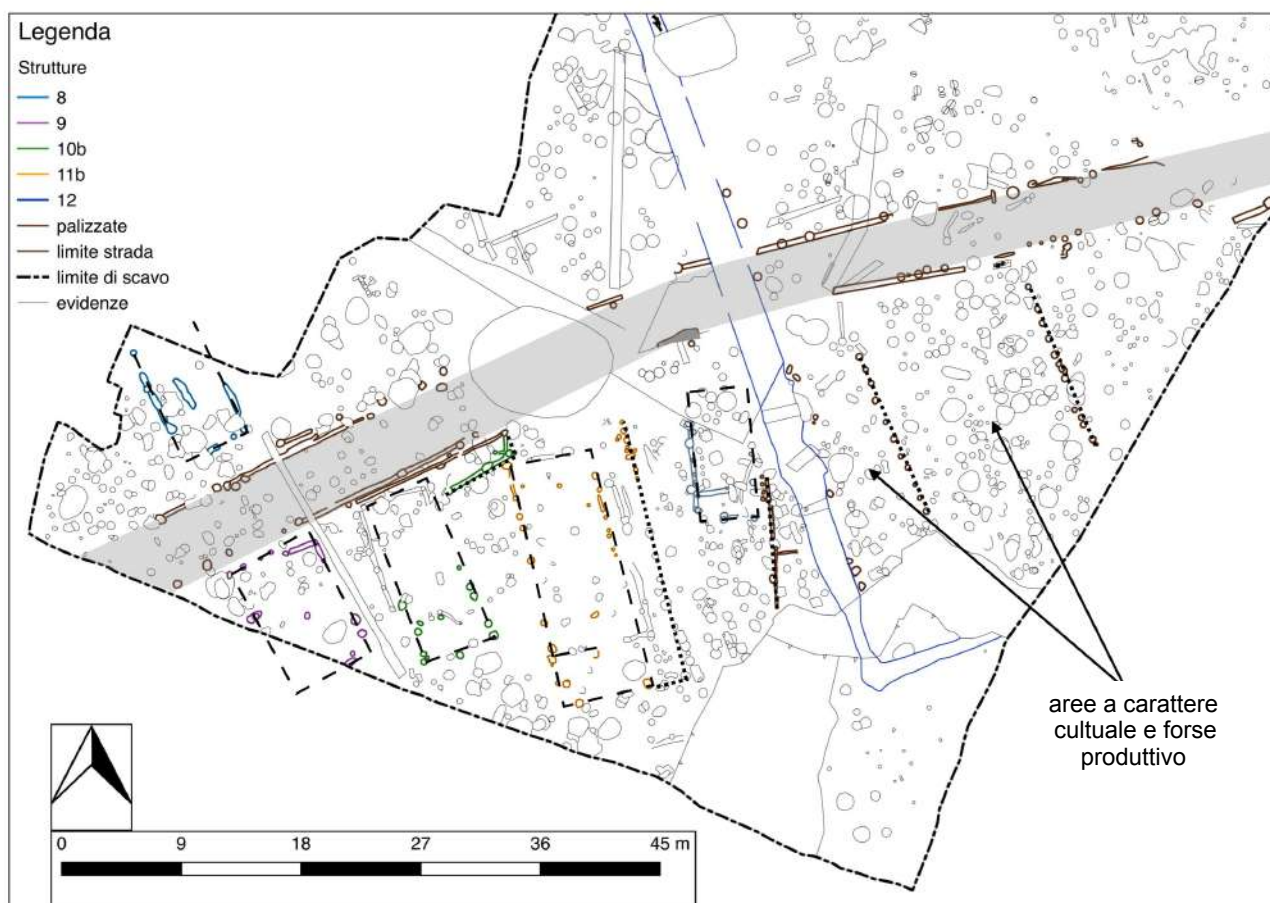 Legenda
Strutture
8
9
10b
11b
12
palizzate
limite strada
limite di scavo
evidenze
aree a carattere
cultuale e forse
produttivo
0 9 18 27 36 45 m